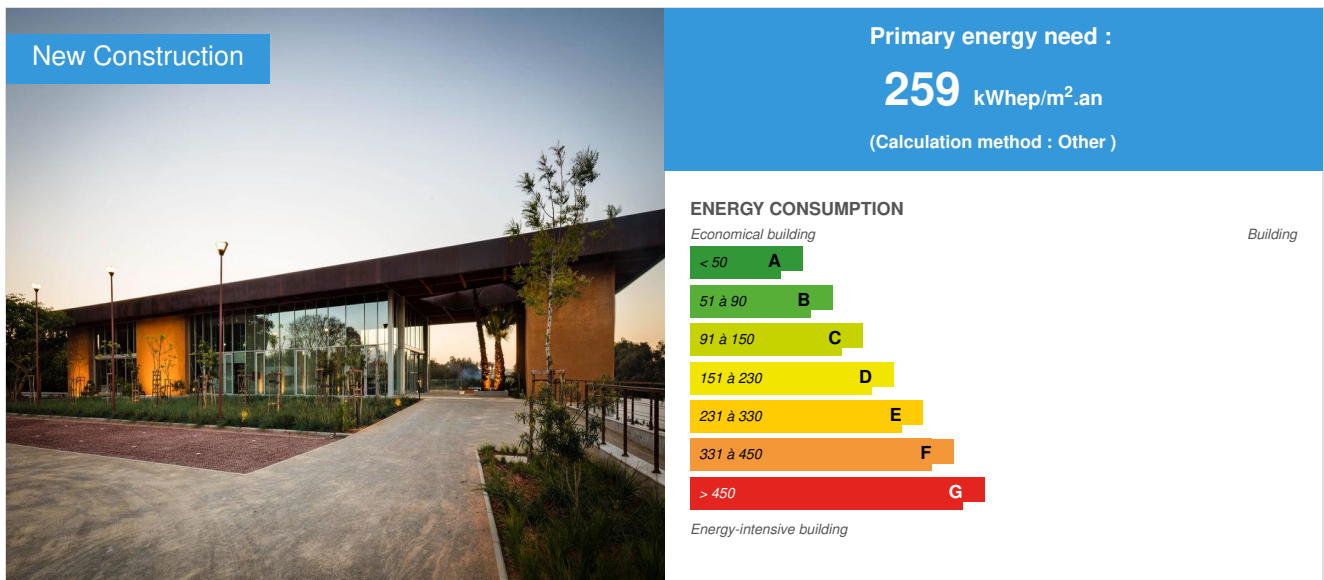 New Construction
Primary energy need :
259 kWhep/m².an
(Calculation method : Other )
ENERGY CONSUMPTION
Economical building
Building
< 50 A
51 à 90 B
91 à 150 C
151 à 230 D
231 à 330 E
331 à 450 F
> 450 G
Energy-intensive building